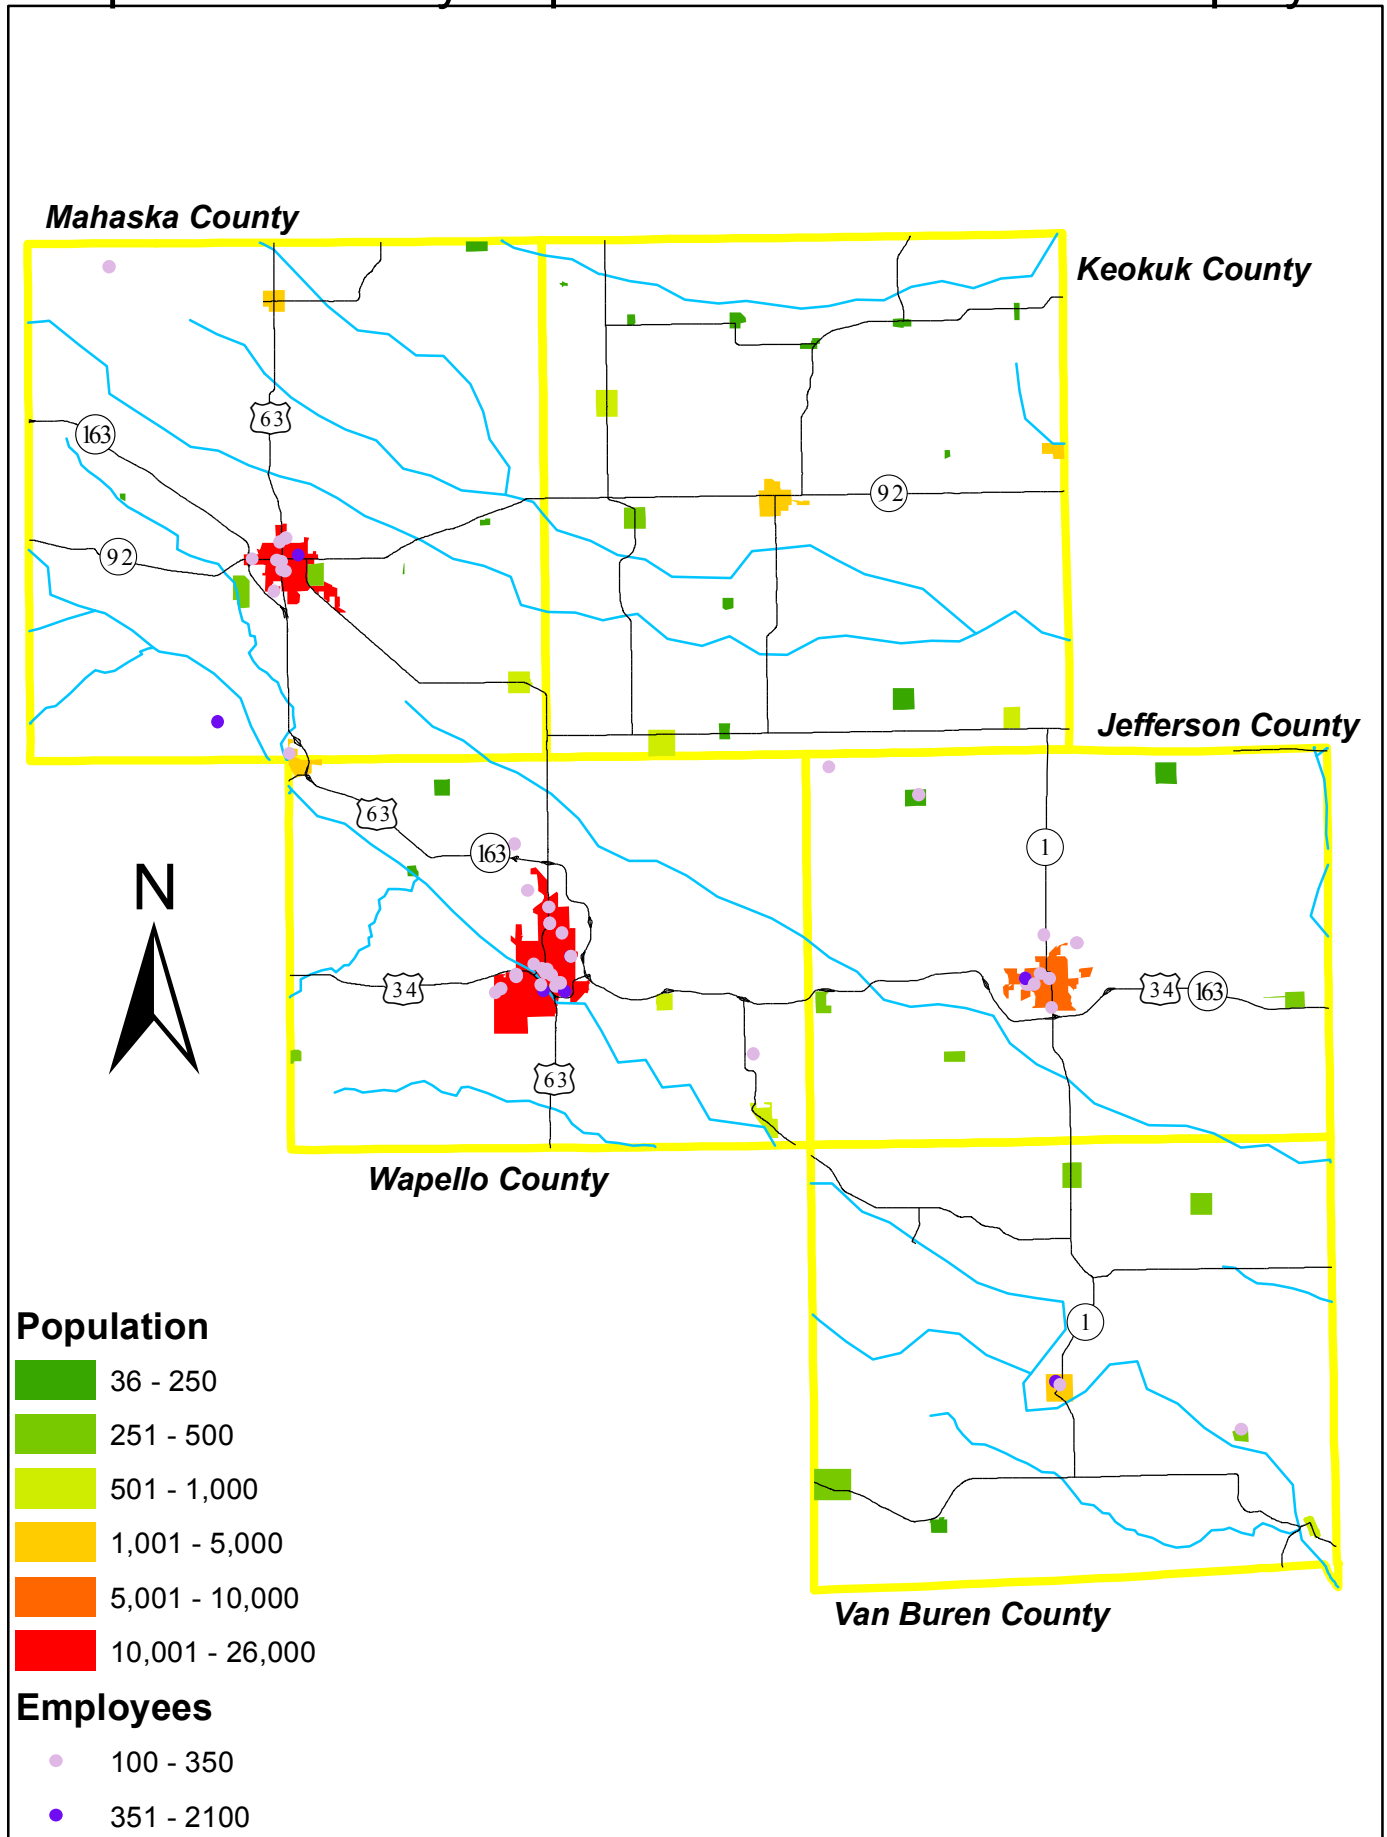 Mahaska County
Keokuk County
63
163
92
92
Jefferson County
63
163
1
N
34
34
163
63
Wapello County
Population
36 - 250
251 - 500
501 - 1,000
1,001 - 5,000
5,001 - 10,000
10,001 - 26,000
1
Van Buren County
Employees
100 - 350
351 - 2100